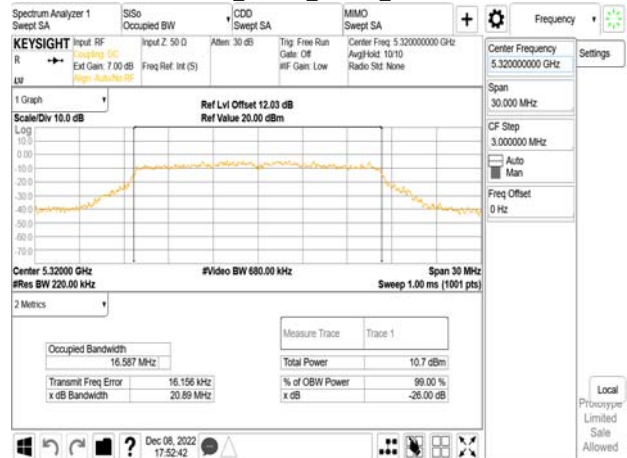 Spectrum Analyzer 1
Swept SA
SISo
Occupied BW
CDD
Swept SA
MIMO
Swept SA
+
Frequency
KEYSIGHT
R
Input: RF
Coupling: DC
Ext Gain: 7.00 dB
Align: Auto/No RF
Input Z: 50 Ω
Freq Ref: Int (S)
Atten: 30 dB
Trig: Free Run
Gate: Off
#IF Gain: Low
Center Freq: 5.320000000 GHz
Avg|Hold: 10/10
Radio Std: None
Center Frequency
5.320000000 GHz
Settings
Span
30.000 MHz
CF Step
3.000000 MHz
Auto
Man
Freq Offset
0 Hz
1 Graph
Scale/Div 10.0 dB
Ref Lvl Offset 12.03 dB
Ref Value 20.00 dBm
Log
10.0
0.00
-10.0
-20.0
-30.0
-40.0
-50.0
-60.0
-70.0
Center 5.32000 GHz
#Video BW 680.00 kHz
Span 30 MHz
#Res BW 220.00 kHz
Sweep 1.00 ms (1001 pts)
2 Metrics
Measure Trace
Trace 1
Occupied Bandwidth
16.587 MHz
Total Power
10.7 dBm
Transmit Freq Error
16.156 kHz
% of OBW Power
99.00 %
x dB Bandwidth
20.89 MHz
x dB
-26.00 dB
Local
Prototype
Limited
Sale
Allowed
?
Dec 08, 2022
17:52:42